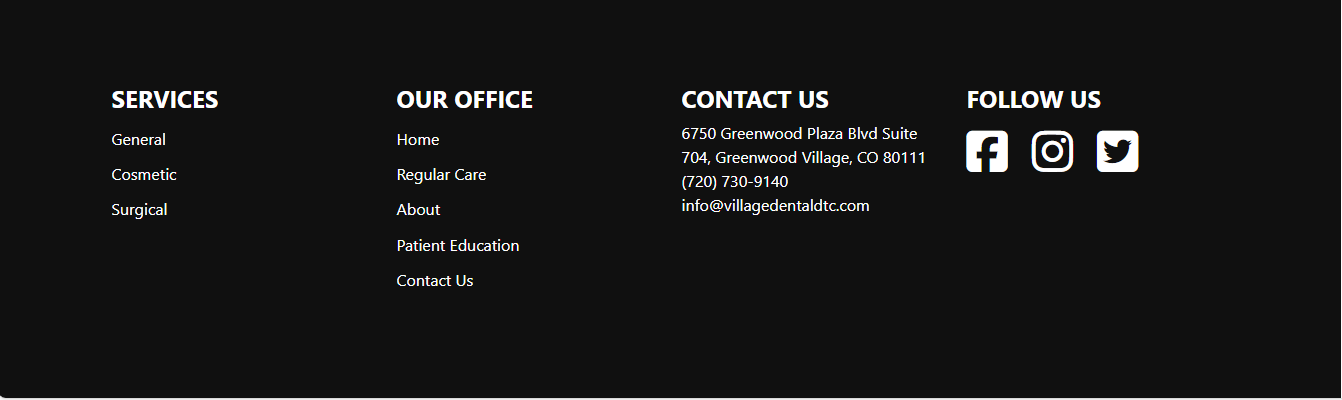 SERVICES
General
Cosmetic
Surgical
OUR OFFICE
Home
Regular Care
About
Patient Education
Contact Us
CONTACT US
6750 Greenwood Plaza Blvd Suite
704, Greenwood Village, CO 80111
(720) 730-9140
info@villagedentaldtc.com
FOLLOW US